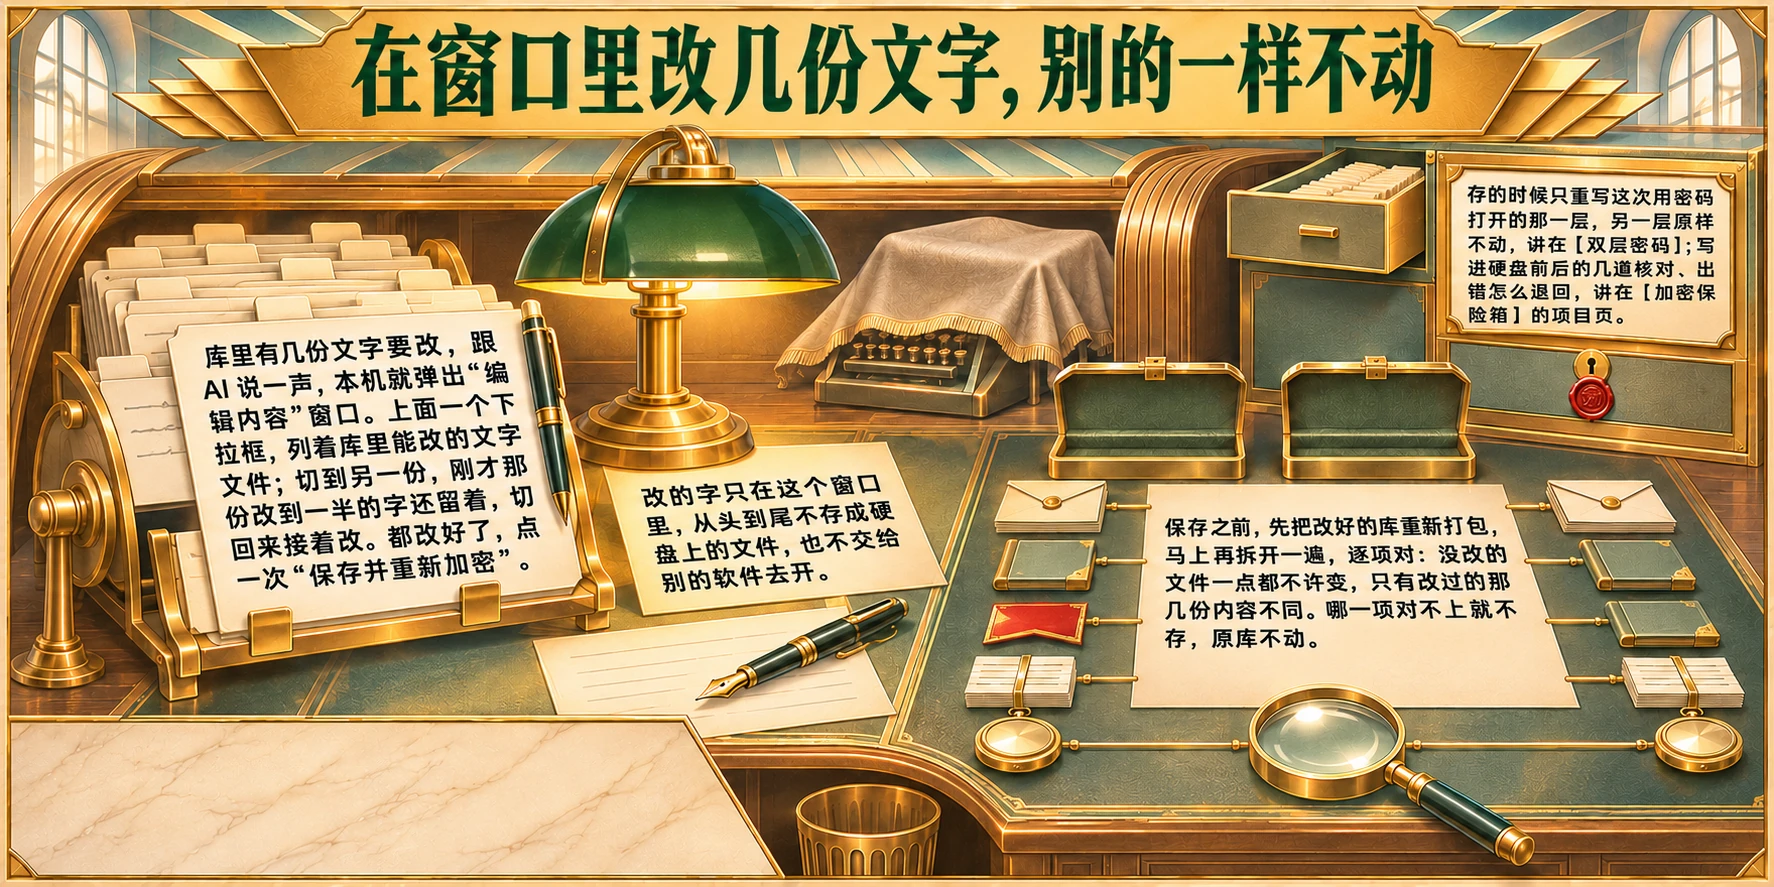 在窗口里改几份文字，别的一样不动
库里有几份文字要改，跟
AI 说一声，本机就弹出“编
辑内容”窗口。上面一个下
拉框，列着库里能改的文字
文件；切到另一份，刚才那
份改到一半的字还留着，切
回来接着改。都改好了，点
一次“保存并重新加密”。
改的字只在这个窗口
里，从头到尾不存成硬
盘上的文件，也不交给
别的软件去开。
保存之前，先把改好的库重新打包，
马上再拆开一遍，逐项对：没改的
文件一点都不许变，只有改过的那
几份内容不同。哪一项对不上就不
存，原库不动。
存的时候只重写这次用密码
打开的那一层，另一层原样
不动，讲在［双层密码］；写
进硬盘前后的几道核对、出
错怎么退回，讲在［加密保
险箱］的项目页。